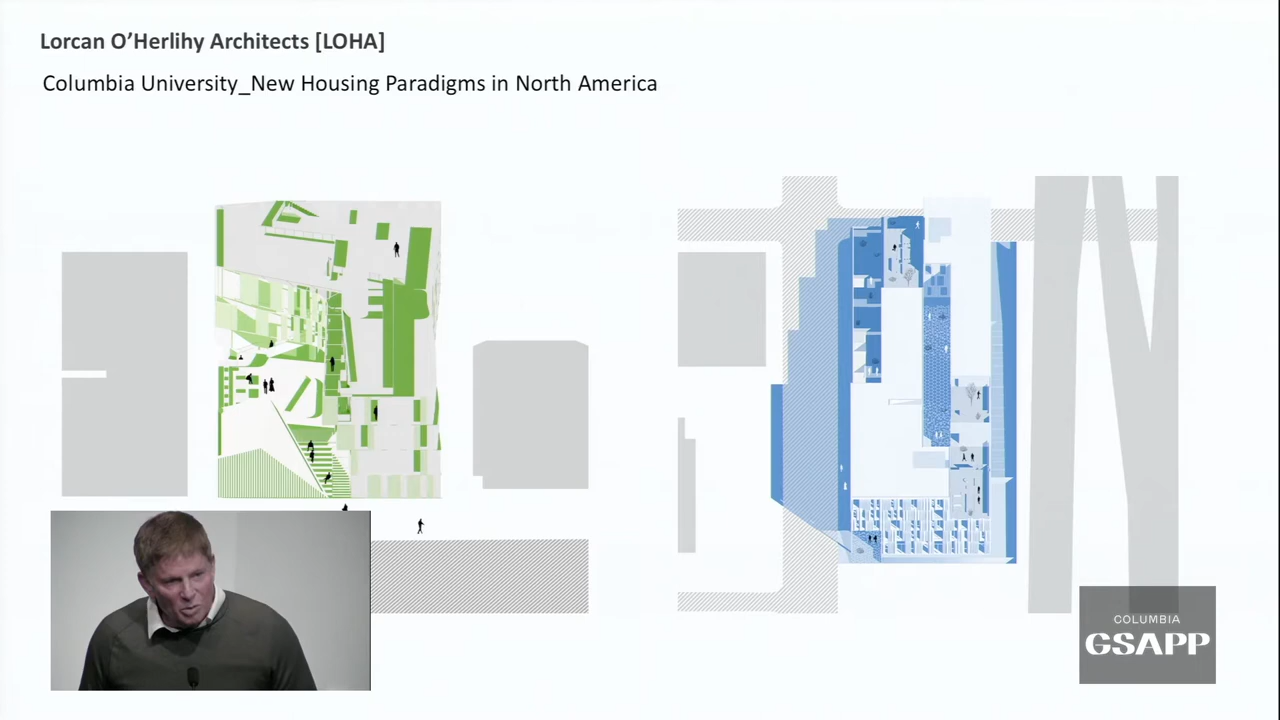 Lorcan O’Herlihy Architects [LOHA]
Columbia University_New Housing Paradigms in North America
COLUMBIA
GSAPP